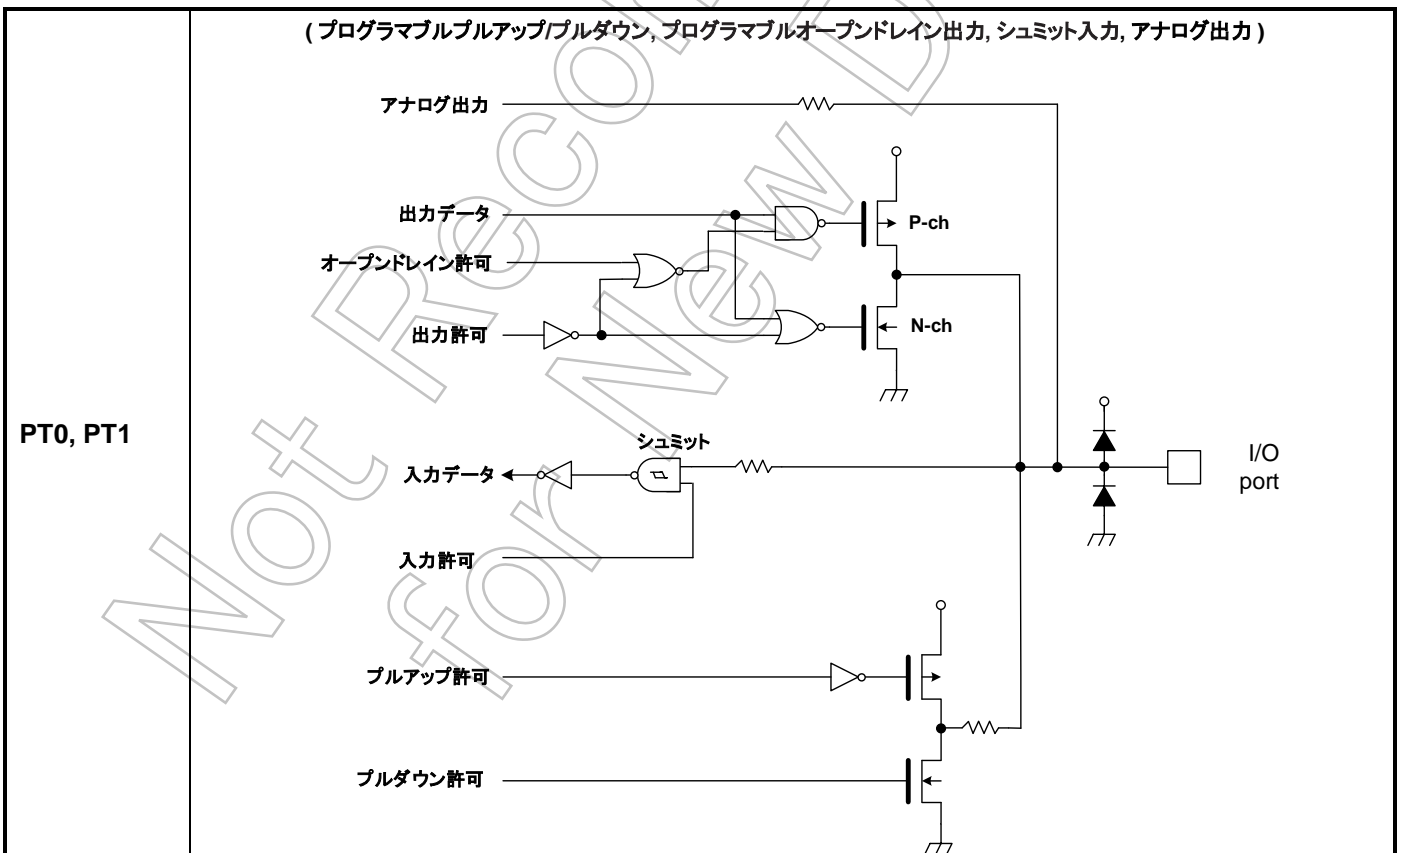 ( プログラマブルプルアップ/プルダウン, プログラマブルオープンドレイン出力, シュミット入力, アナログ出力 )
アナログ出力
出力データ
P-ch
オープンドレイン許可
N-ch
出力許可
PT0, PT1
シュミット
入力データ
I/O
port
入力許可
プルアップ許可
プルダウン許可
Not Recom
for New D